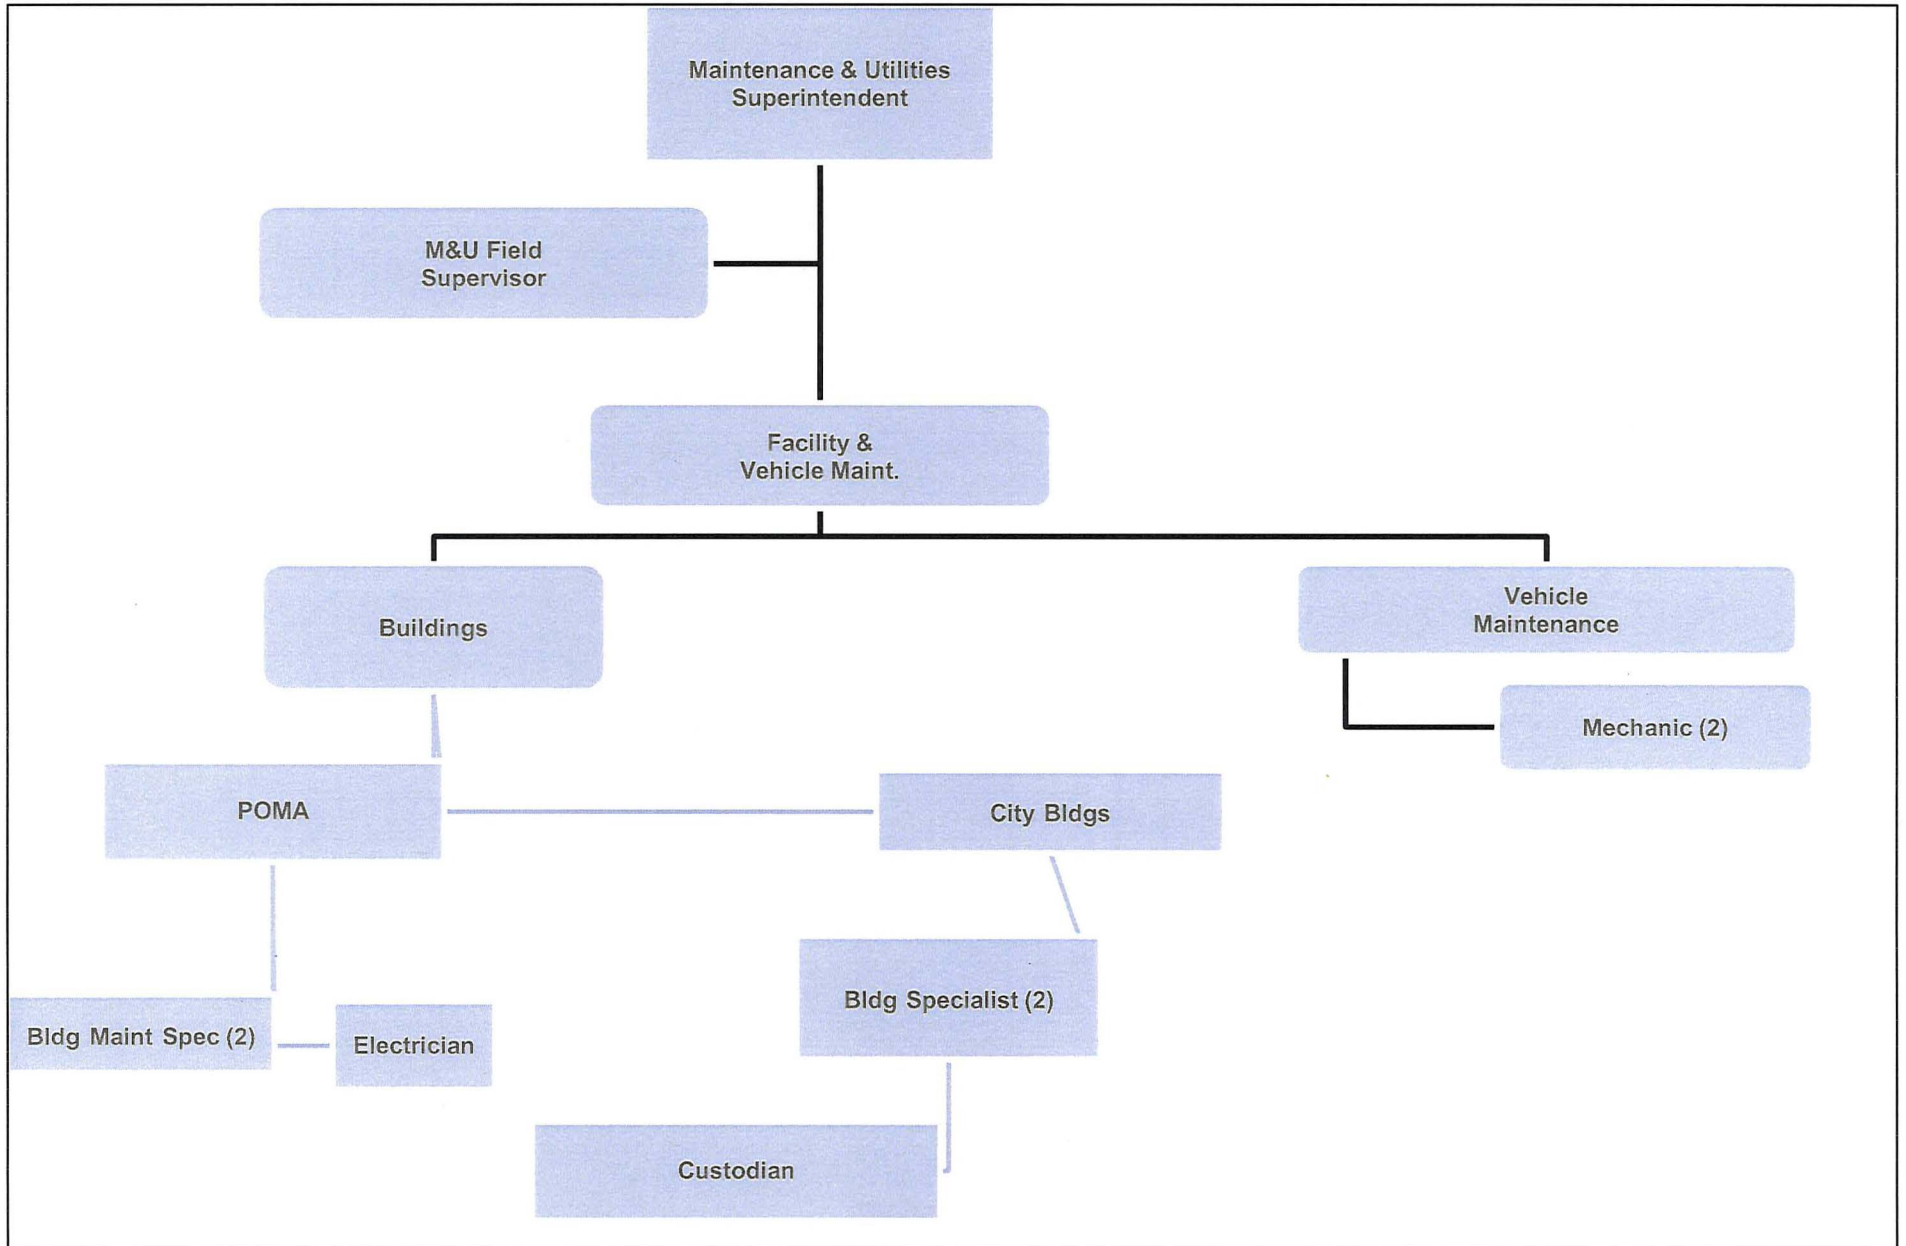 Maintenance & Utilities
Superintendent
M&U Field
Supervisor
Facility &
Vehicle Maint.
Buildings
Vehicle
Maintenance
Mechanic (2)
POMA
City Bldgs
Bldg Specialist (2)
Bldg Maint Spec (2)
Electrician
Custodian